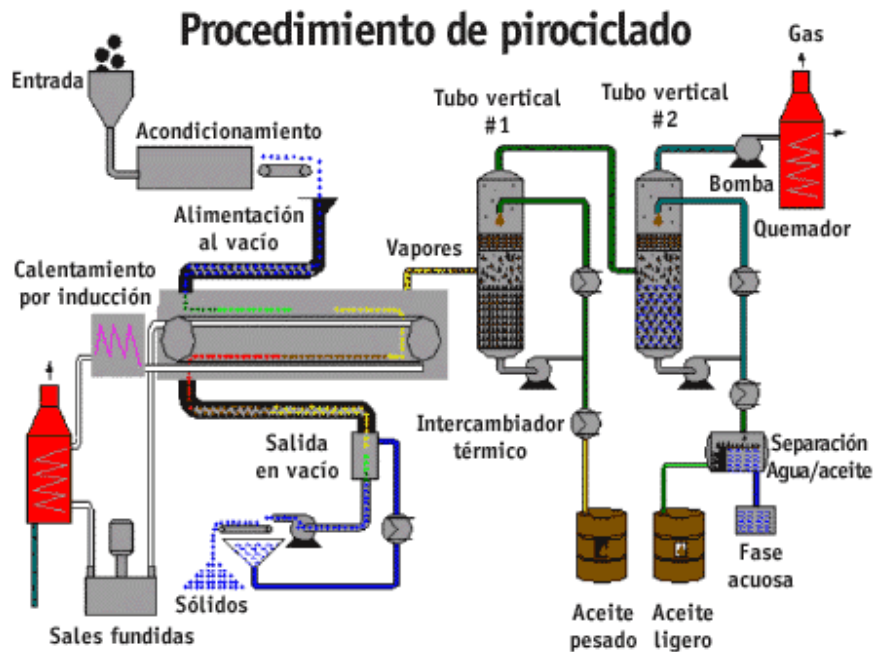 Procedimiento de pirociclado
Entrada
Acondicionamiento
Alimentación
al vacío
Calentamiento
por inducción
Vapores
Tubo vertical
#1
Tubo vertical
#2
Gas
Bomba
Quemador
Intercambiador
térmico
Salida
en vacío
Separación
Agua/aceite
Fase
acuosa
Sólidos
Sales fundidas
Aceite
pesado
Aceite
ligero